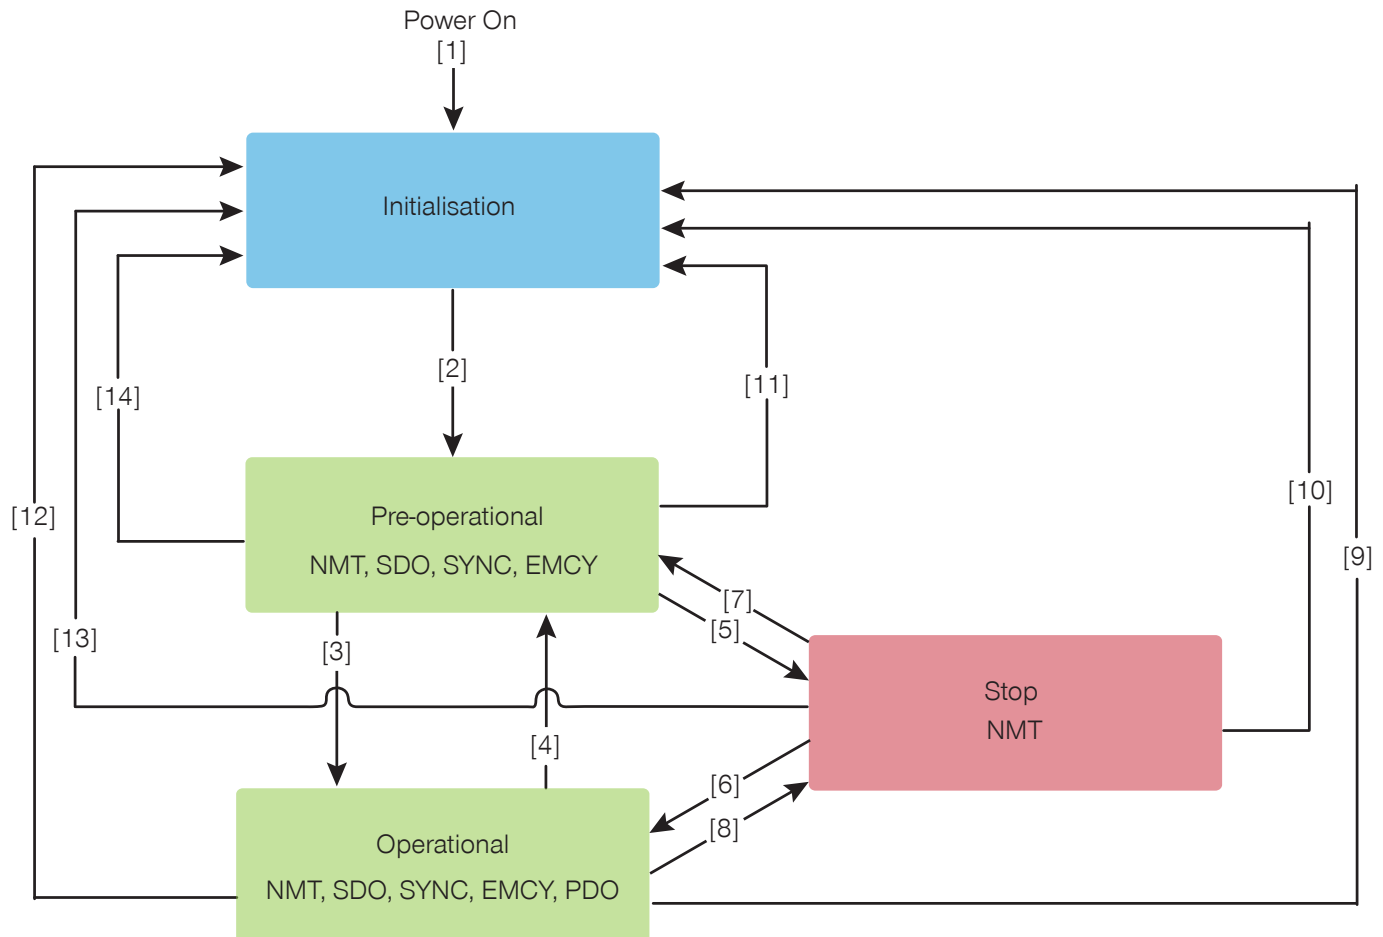 Power On
[1]
Initialisation
[2]
[11]
[14]
[10]
Pre-operational
[12]
[9]
NMT, SDO, SYNC, EMCY
[7]
[5]
[13]
[3]
Stop
NMT
[4]
[6]
[8]
Operational
NMT, SDO, SYNC, EMCY, PDO